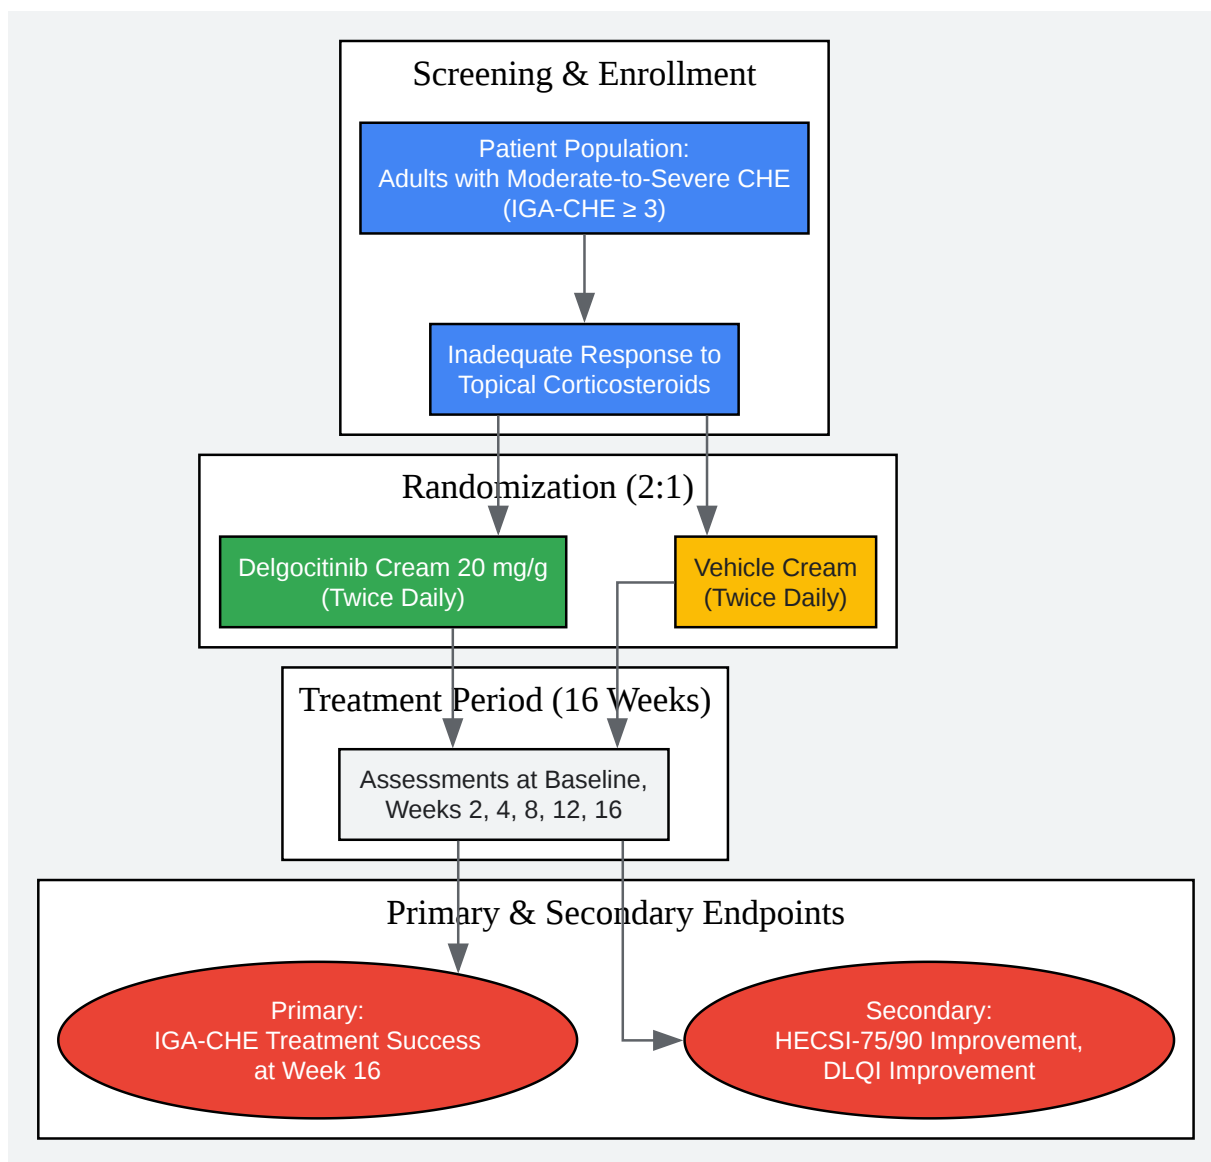 Screening & Enrollment
Patient Population:
Adults with Moderate-to-Severe CHE
(IGA-CHE ≥ 3)
Inadequate Response to
Topical Corticosteroids
Randomization (2:1)
Delgocitinib Cream 20 mg/g
(Twice Daily)
Vehicle Cream
(Twice Daily)
Treatment Period (16 Weeks)
Assessments at Baseline,
Weeks 2, 4, 8, 12, 16
Primary & Secondary Endpoints
Primary:
IGA-CHE Treatment Success
at Week 16
Secondary:
HECSI-75/90 Improvement,
DLQI Improvement